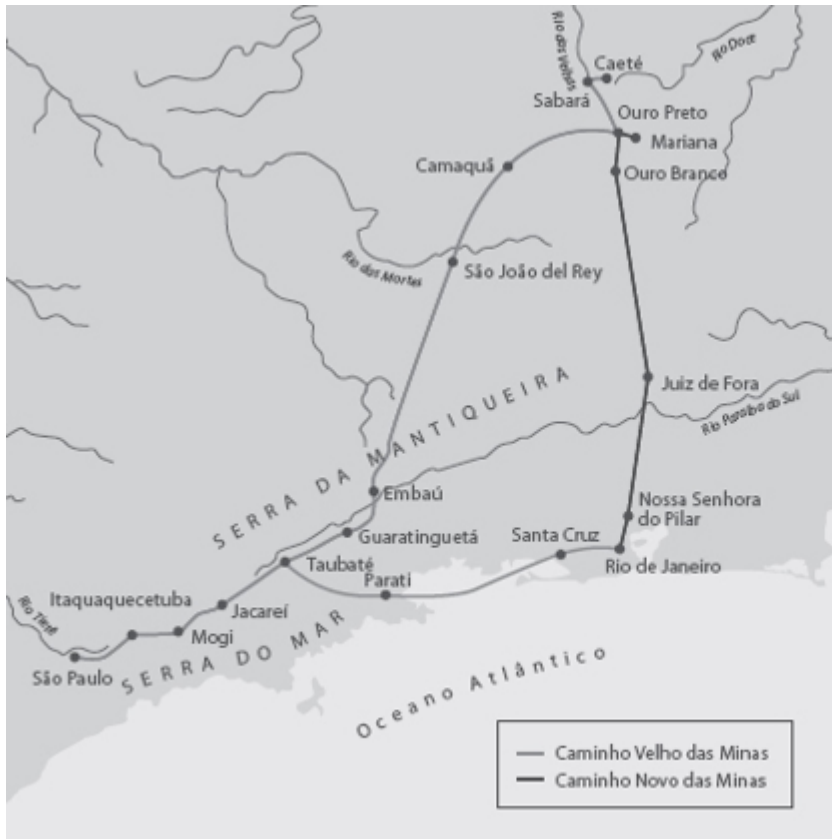 Rio das Velhas
Caeté
Rio Doce
Sabará
Ouro Preto
Mariana
Camaquã
Ouro Branco
Rio das Mortes
São João del Rey
Juiz de Fora
Rio Paraíba do Sul
SERRA DA MANTIQUEIRA
Embaú
Nossa Senhora
do Pilar
Guaratinguetá
Santa Cruz
Taubaté
Rio de Janeiro
Parati
Itaquaquecetuba
Jacareí
Rio Tietê
Mogi
São Paulo
SERRA DO MAR
Oceano Atlântico
Caminho Velho das Minas
Caminho Novo das Minas